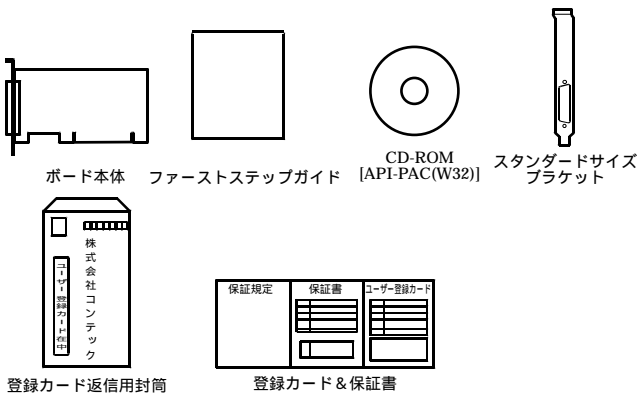 ボード本体
ファーストステップガイド
CD-ROM
[API-PAC(W32)]
スタンダードサイズ
ブラケット
株式会社コンテック
ユーザー登録カード在中
登録カード返信用封筒
保証規定
保証書
ユーザー登録カード
登録カード&保証書